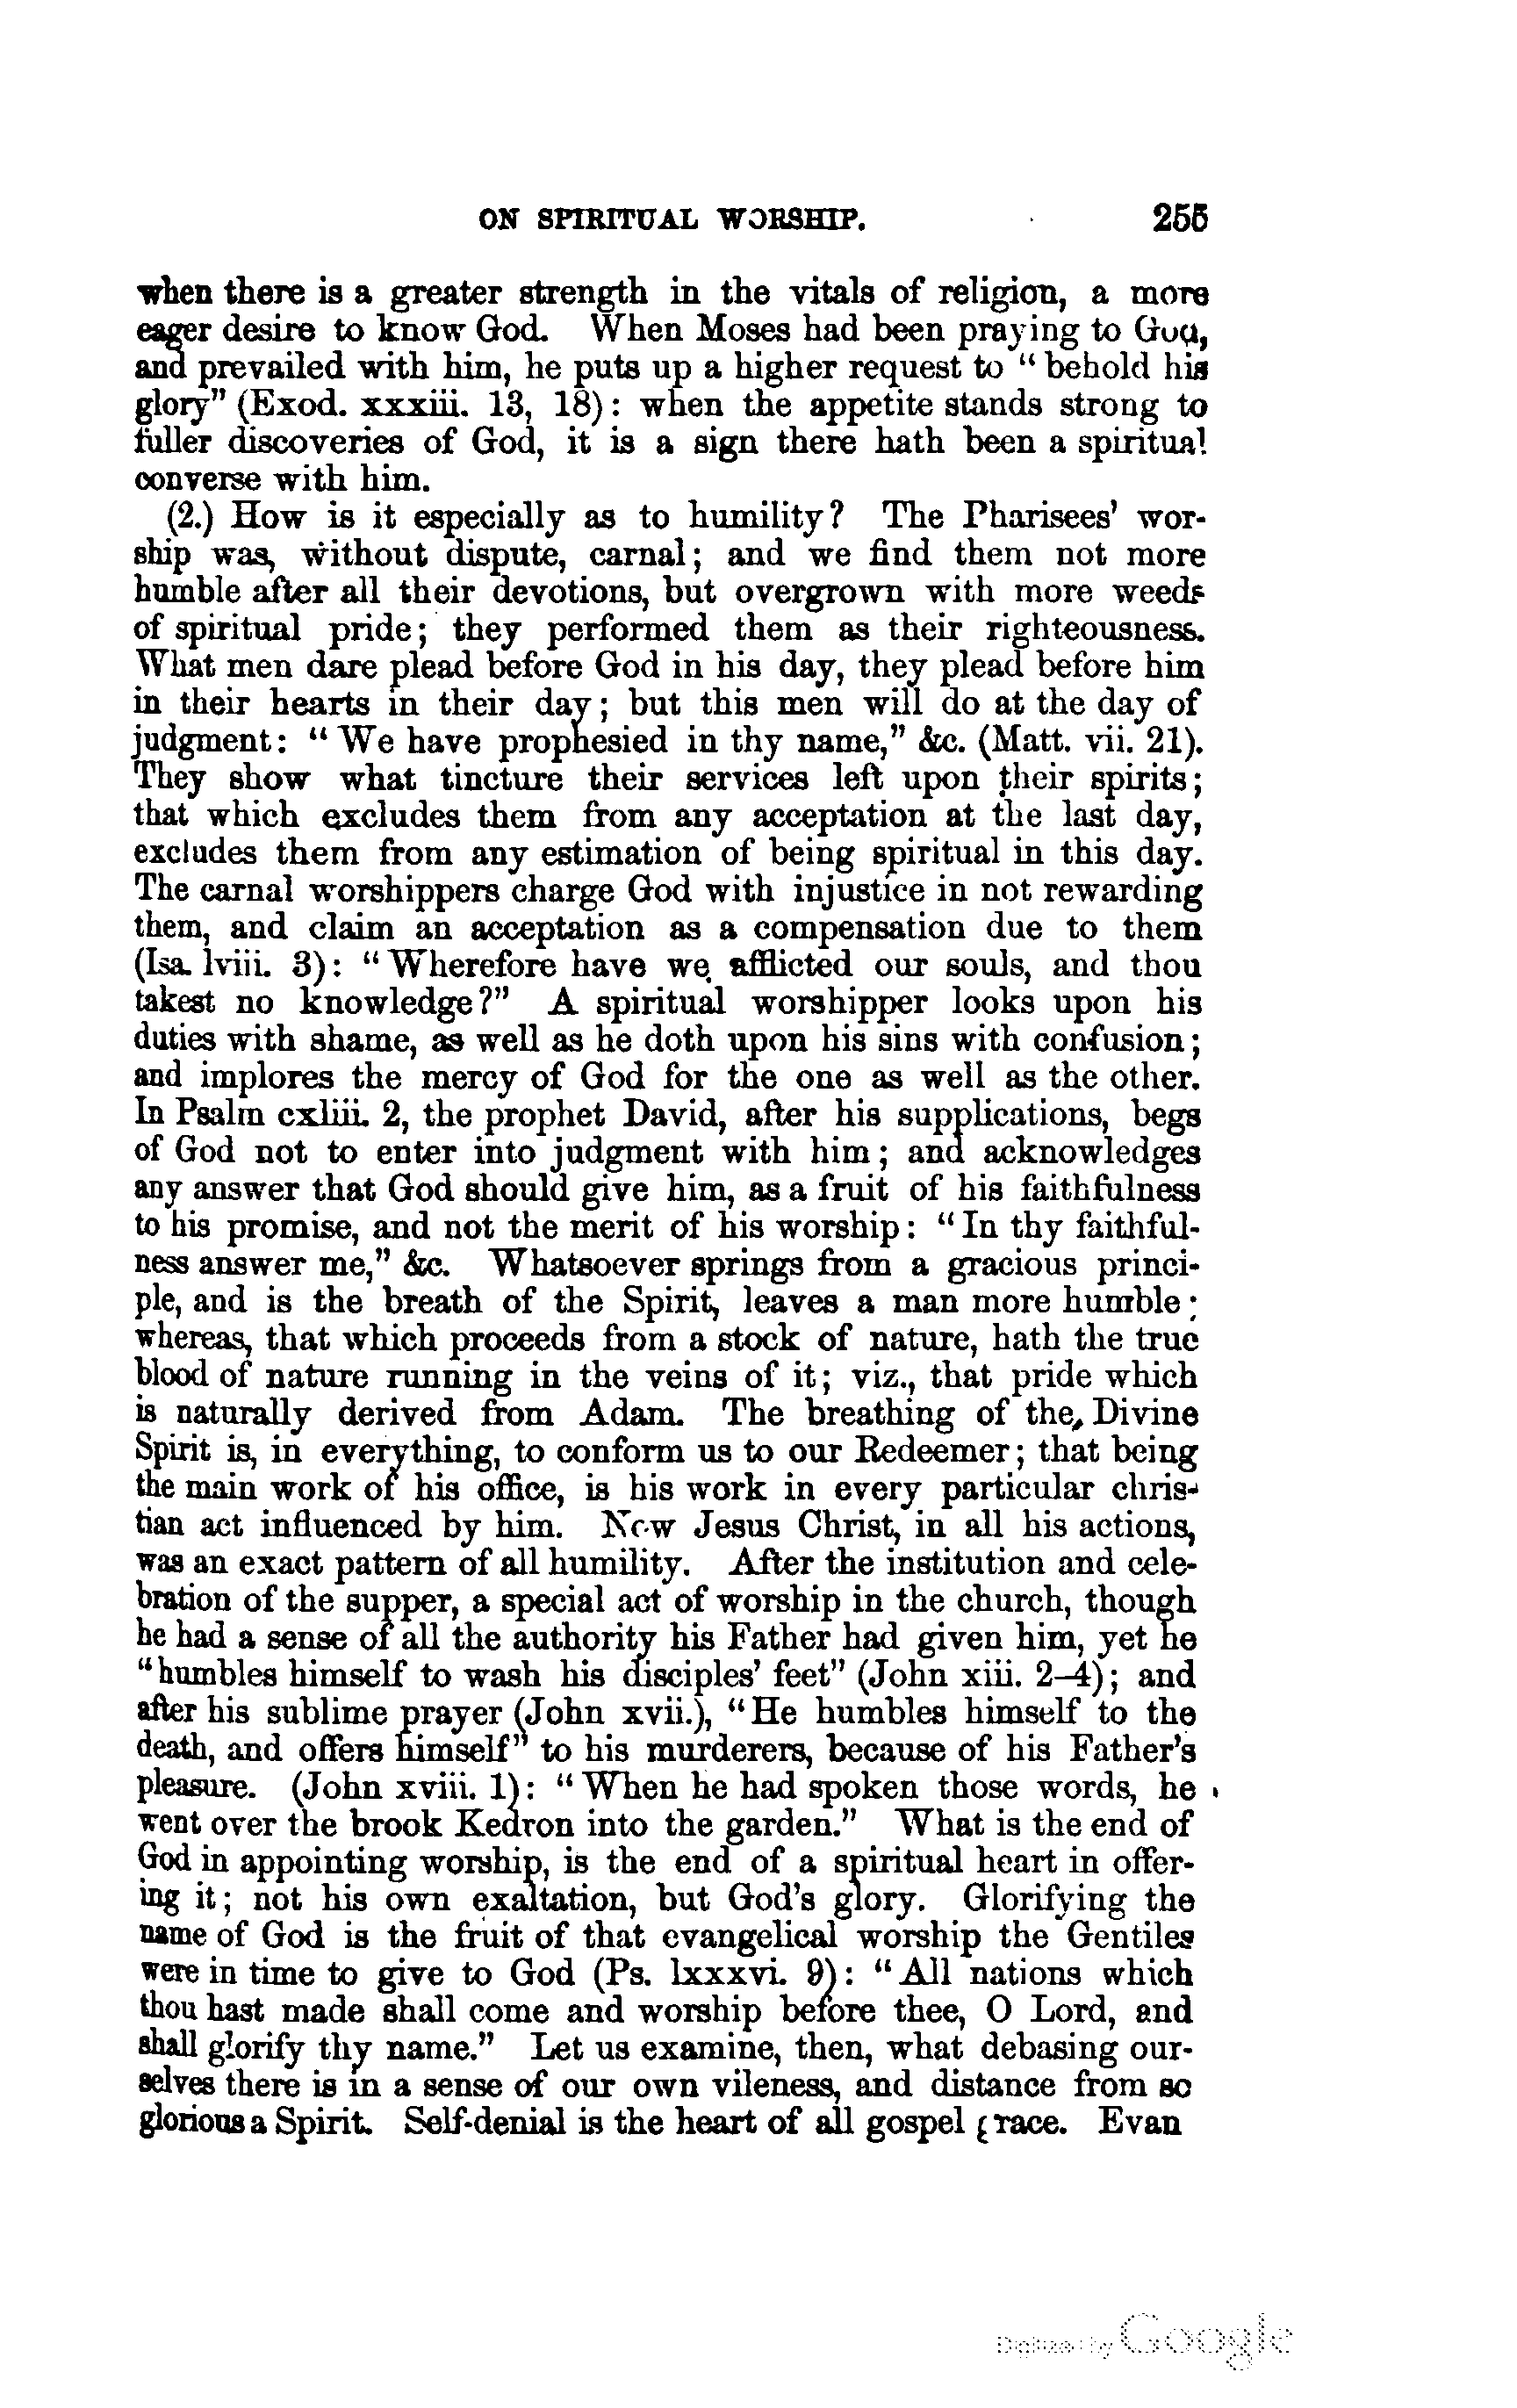 ON SPIRITUAL WORSHIP. 255
when there is a greater strength in the vitals of religion, a more
eager desire to know God. When Moses had been praying to God,
and prevailed with him, he puts up a higher request to “behold his
glory” (Exod. xxxiii. 13, 18): when the appetite stands strong to
fuller discoveries of God, it is a sign there hath been a spiritual
converse with him.
(2.) How is it especially as to humility? The Pharisees’ wor-
ship was, without dispute, carnal; and we find them not more
humble after all their devotions, but overgrown with more weeds
of spiritual pride; they performed them as their righteousness.
What men dare plead before God in his day, they plead before him
in their hearts in their day; but this men will do at the day of
judgment: “We have prophesied in thy name,” &c. (Matt. vii. 21).
They show what tincture their services left upon their spirits;
that which excludes them from any acceptation at the last day,
excludes them from any estimation of being spiritual in this day.
The carnal worshippers charge God with injustice in not rewarding
them, and claim an acceptation as a compensation due to them
(Isa. lviii. 3): “Wherefore have we afflicted our souls, and thou
takest no knowledge?” A spiritual worshipper looks upon his
duties with shame, as well as he doth upon his sins with confusion;
and implores the mercy of God for the one as well as the other.
In Psalm cxliii. 2, the prophet David, after his supplications, begs
of God not to enter into judgment with him; and acknowledges
any answer that God should give him, as a fruit of his faithfulness
to his promise, and not the merit of his worship: “In thy faithful-
ness answer me,” &c. Whatsoever springs from a gracious princi-
ple, and is the breath of the Spirit, leaves a man more humble;
whereas, that which proceeds from a stock of nature, hath the true
blood of nature running in the veins of it; viz., that pride which
is naturally derived from Adam. The breathing of the Divine
Spirit is, in everything, to conform us to our Redeemer; that being
the main work of his office, is his work in every particular chris-
tian act influenced by him. Now Jesus Christ, in all his actions,
was an exact pattern of all humility. After the institution and cele-
bration of the supper, a special act of worship in the church, though
he had a sense of all the authority his Father had given him, yet he
“humbles himself to wash his disciples’ feet” (John xiii. 2–4); and
after his sublime prayer (John xvii.), “He humbles himself to the
death, and offers himself” to his murderers, because of his Father’s
pleasure. (John xviii. 1): “When he had spoken those words, he
went over the brook Kedron into the garden.” What is the end of
God in appointing worship, is the end of a spiritual heart in offer-
ing it; not his own exaltation, but God’s glory. Glorifying the
name of God is the fruit of that evangelical worship the Gentiles
were in time to give to God (Ps. lxxxvi. 9): “All nations which
thou hast made shall come and worship before thee, O Lord, and
shall glorify thy name.” Let us examine, then, what debasing our-
selves there is in a sense of our own vileness, and distance from so
glorious a Spirit. Self-denial is the heart of all gospel grace. Evan
Digitized by Google